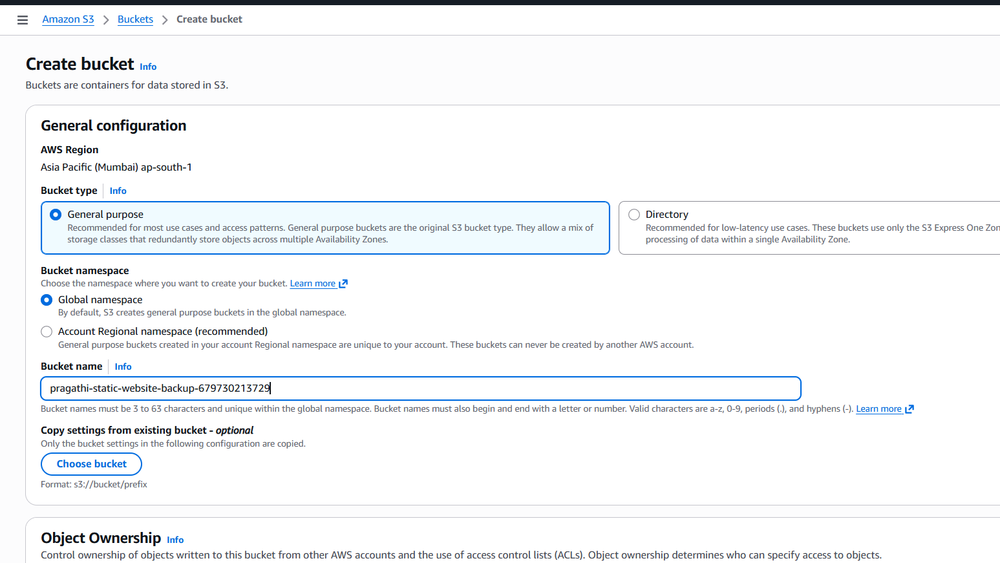 Amazon S3 > Buckets > Create bucket
Create bucket Info
Buckets are containers for data stored in S3.
General configuration
AWS Region
Asia Pacific (Mumbai) ap-south-1
Bucket type Info
General purpose
Recommended for most use cases and access patterns. General purpose buckets are the original S3 bucket type. They allow a mix of
storage classes that redundantly store objects across multiple Availability Zones.
Directory
Recommended for low-latency use cases. These buckets use only the S3 Express One Zon
processing of data within a single Availability Zone.
Bucket namespace
Choose the namespace where you want to create your bucket. Learn more
Global namespace
By default, S3 creates general purpose buckets in the global namespace.
Account Regional namespace (recommended)
General purpose buckets created in your account Regional namespace are unique to your account. These buckets can never be created by another AWS account.
Bucket name Info
pragathi-static-website-backup-679730213729
Bucket names must be 3 to 63 characters and unique within the global namespace. Bucket names must also begin and end with a letter or number. Valid characters are a-z, 0-9, periods (.), and hyphens (-). Learn more
Copy settings from existing bucket - optional
Only the bucket settings in the following configuration are copied.
Choose bucket
Format: s3://bucket/prefix
Object Ownership Info
Control ownership of objects written to this bucket from other AWS accounts and the use of access control lists (ACLs). Object ownership determines who can specify access to objects.